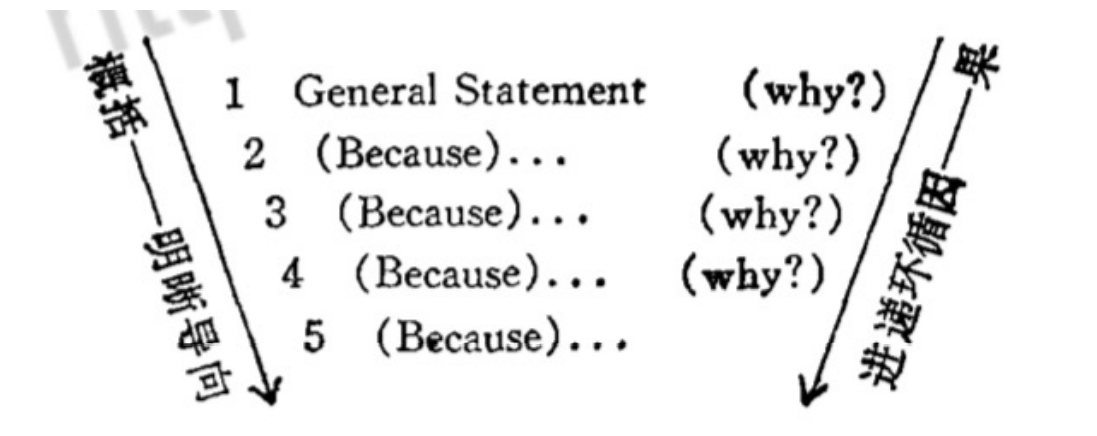 概括——明晰导向
1 General Statement (why?)
2 (Because)... (why?)
3 (Because)... (why?)
4 (Because)... (why?)
5 (Because)...
果——因循环递进